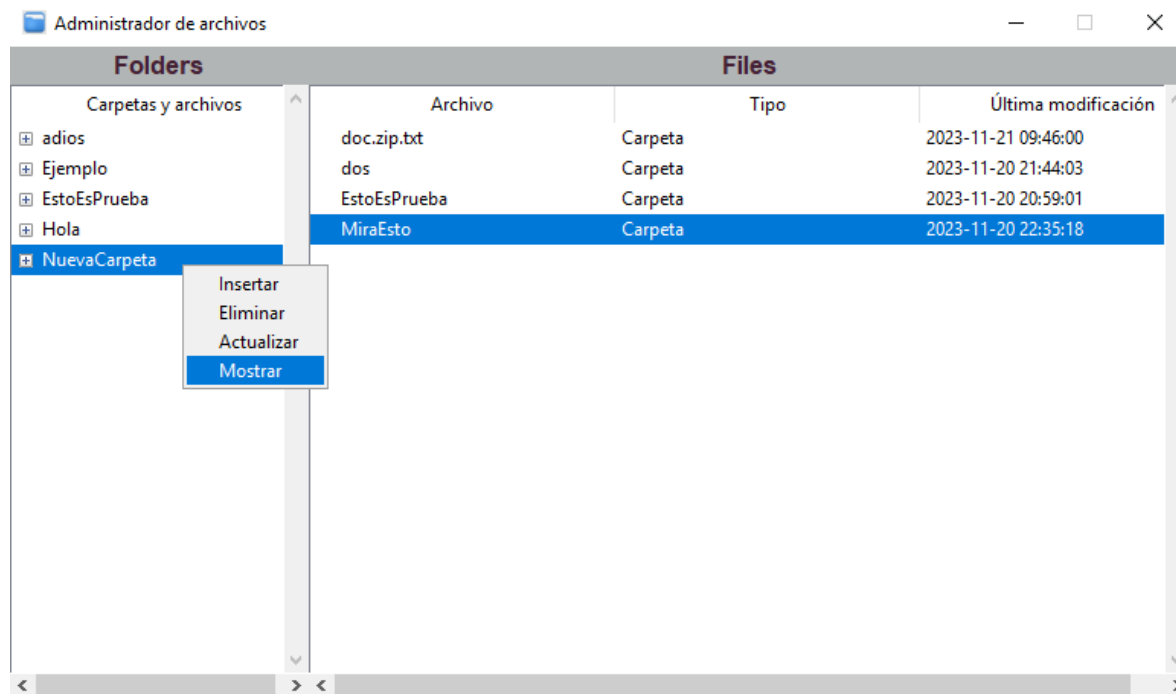 Administrador de archivos
Folders
Files
Carpetas y archivos
adios
Ejemplo
EstoEsPrueba
Hola
NuevaCarpeta
Insertar
Eliminar
Actualizar
Mostrar
Archivo Tipo Última modificación
doc.zip.txt Carpeta 2023-11-21 09:46:00
dos Carpeta 2023-11-20 21:44:03
EstoEsPrueba Carpeta 2023-11-20 20:59:01
MiraEsto Carpeta 2023-11-20 22:35:18